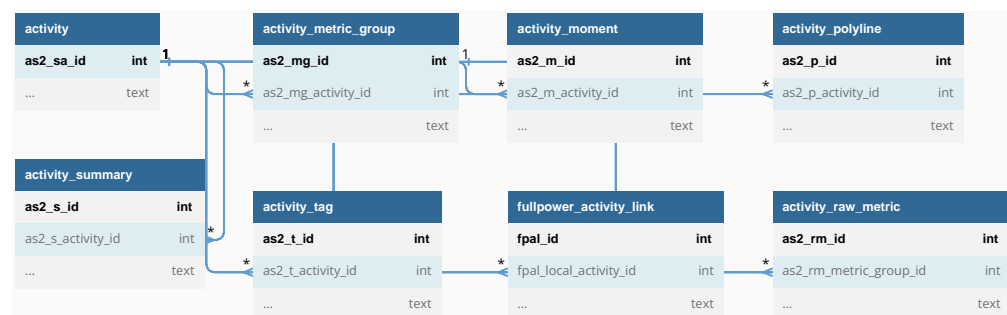 activity
as2_sa_id int
... text
activity_metric_group
as2_mg_id int
as2_mg_activity_id int
... text
activity_moment
as2_m_id int
as2_m_activity_id int
... text
activity_polyline
as2_p_id int
as2_p_activity_id int
... text
1
*
1
*
*
activity_summary
as2_s_id int
as2_s_activity_id int
... text
*
activity_tag
as2_t_id int
as2_t_activity_id int
... text
*
fullpower_activity_link
fpal_id int
fpal_local_activity_id int
... text
*
activity_raw_metric
as2_rm_id int
as2_rm_metric_group_id int
... text
*